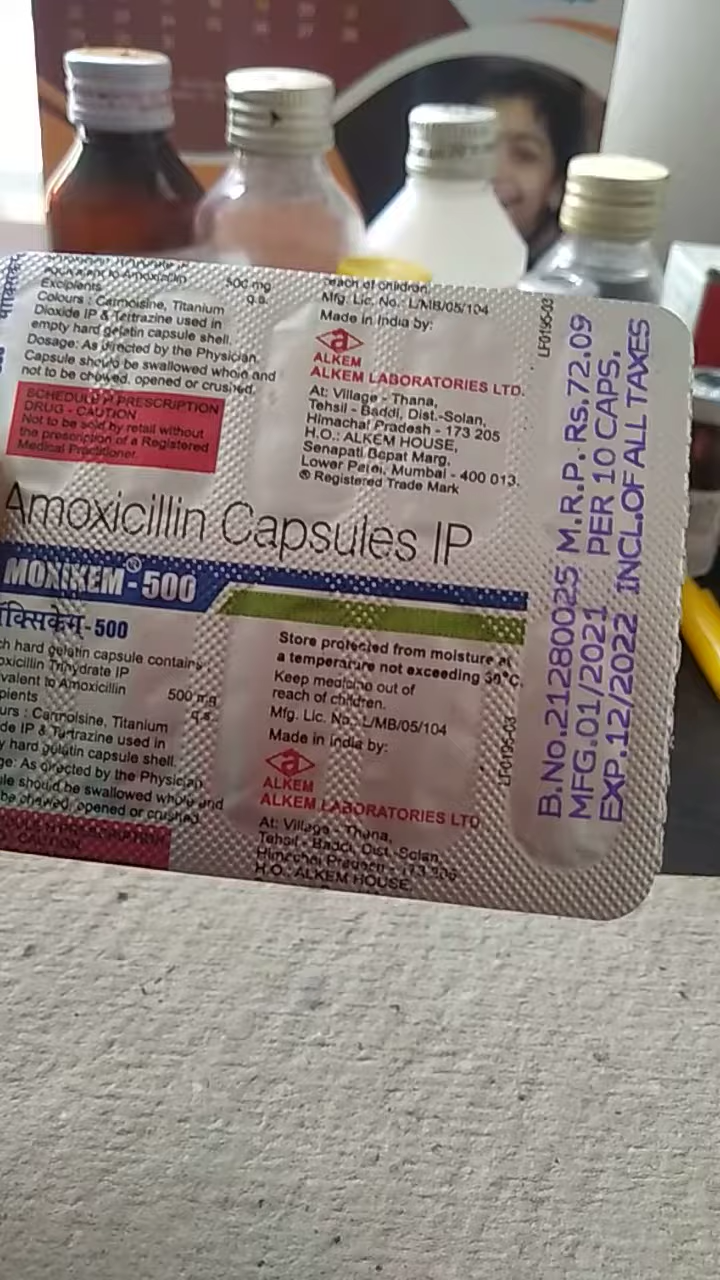 500 mg
Excipients q.s.
Colours : Carmoisine, Titanium
Dioxide IP & Tartrazine used in
empty hard gelatin capsule shell.
Dosage: As directed by the Physician.
Capsule should be swallowed whole and
not to be chewed, opened or crushed.
SCHEDULE H PRESCRIPTION
DRUG - CAUTION
Not to be sold by retail without
the prescription of a Registered
Medical Practitioner.
reach of children.
Mfg. Lic. No.: L/MB/05/104
Made in India by:
a
ALKEM
ALKEM LABORATORIES LTD.
At: Village - Thana,
Tehsil - Baddi, Dist.-Solan,
Himachal Pradesh - 173 205
H.O.: ALKEM HOUSE,
Senapati Bapat Marg,
Lower Parel, Mumbai - 400 013.
® Registered Trade Mark
Amoxicillin Capsules IP
MOXIKEM®-500
क्सिकेम्-500
hard gelatin capsule contains
oxicillin Trihydrate IP
valent to Amoxicillin 500 mg
pients q.s.
urs : Carmoisine, Titanium
de IP & Tartrazine used in
y hard gelatin capsule shell.
ge: As directed by the Physician.
ule should be swallowed whole and
be chewed, opened or crushed.
Store protected from moisture at
a temperature not exceeding 30°C.
Keep medicine out of
reach of children.
Mfg. Lic. No.: L/MB/05/104
Made in India by:
a
ALKEM
ALKEM LABORATORIES LTD
At: Village - Thana,
Tehsil - Baddi, Dist.-Solan,
Himachal Pradesh - 173 205
H.O.: ALKEM HOUSE,
LF0195-03
LF0195-03
B.No.21280025 M.R.P. Rs.72.09
MFG.01/2021 PER 10 CAPS.
EXP.12/2022 INCL.OF ALL TAXES